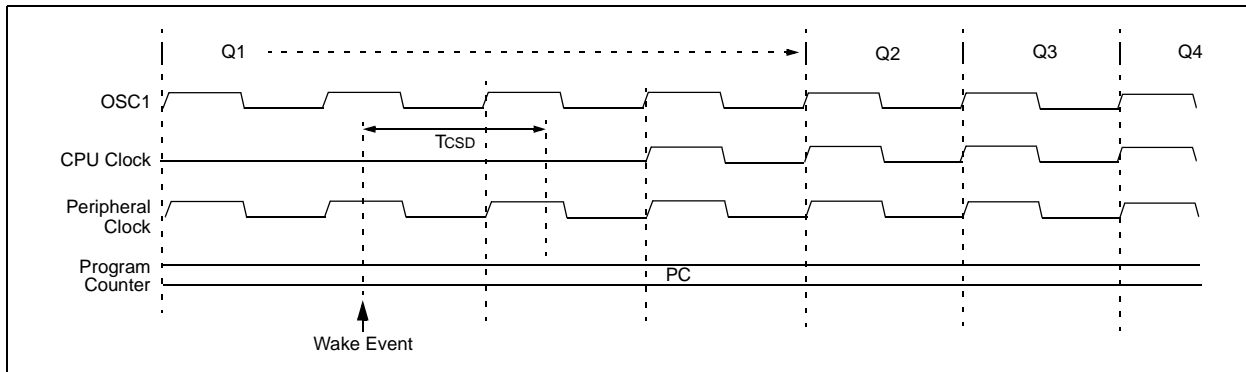 Q1 Q2 Q3 Q4
OSC1
TCSD
CPU Clock
Peripheral
Clock
Program
Counter
PC
Wake Event